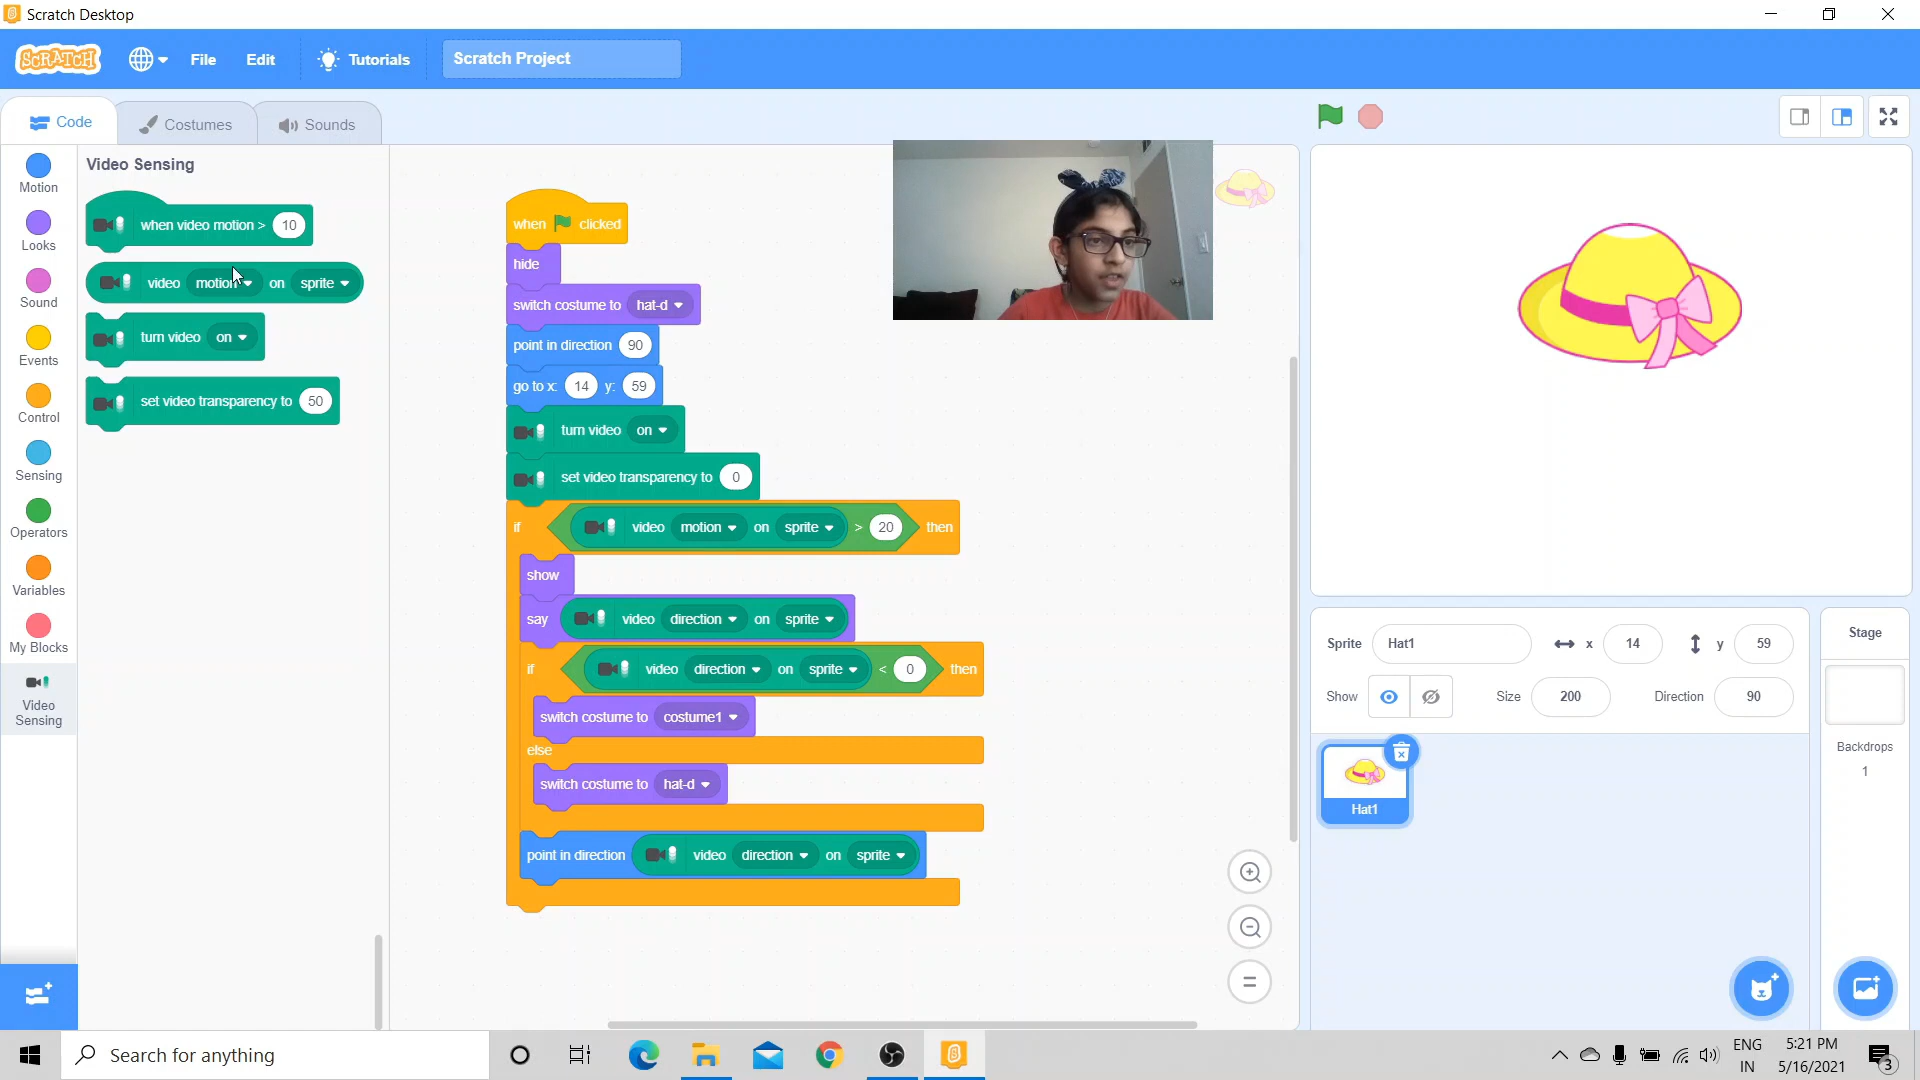 Scratch Desktop
SCRATCH File Edit Tutorials Scratch Project
Code Costumes Sounds
Motion
Looks
Sound
Events
Control
Sensing
Operators
Variables
My Blocks
Video
Sensing
Video Sensing
when video motion > 10
video motion on sprite
turn video on
set video transparency to 50
when clicked
hide
switch costume to hat-d
point in direction 90
go to x: 14 y: 59
turn video on
set video transparency to 0
if video motion on sprite > 20 then
show
say video direction on sprite
if video direction on sprite < 0 then
switch costume to costume1
else
switch costume to hat-d
point in direction video direction on sprite
Sprite Hat1 x 14 y 59
Show Size 200 Direction 90
Hat1
Stage
Backdrops
1
Search for anything
ENG
IN
5:21 PM
5/16/2021
3